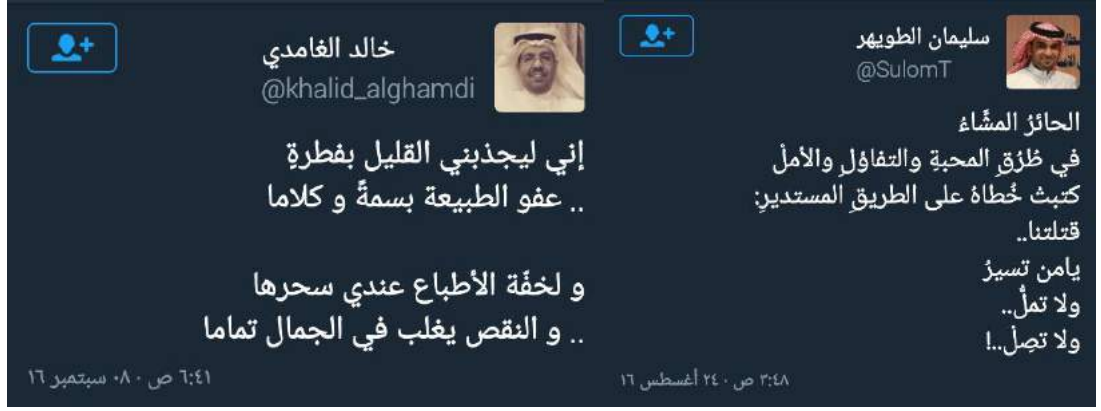 سليمان الطويهر
@SulomT
الحائرُ المشَّاءُ
في طُرُقِ المحبةِ والتفاؤلِ والأملْ
كتبتْ خُطاهُ على الطريقِ المستديرِ:
قتلتنا..
يامن تسيرُ
ولا تملُّ..
ولا تصِلْ..!
٣:٤٨ ص · ٢٤ أغسطس ١٦
خالد الغامدي
@khalid_alghamdi
إني ليجذبني القليل بفطرةٍ
.. عفو الطبيعة بسمةً و كلاما
و لخفّة الأطباع عندي سحرها
.. و النقص يغلب في الجمال تماما
٦:٤١ ص · ٠٨ سبتمبر ١٦